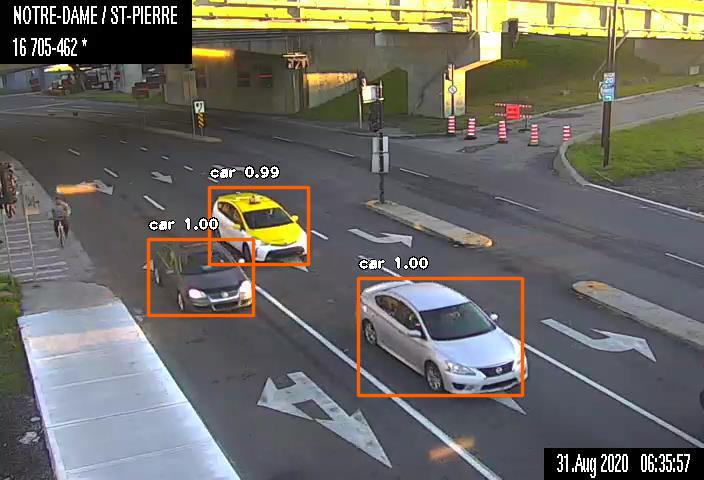 NOTRE-DAME / ST-PIERRE
16 705-462 *
car 0.99
car 1.00
car 1.00
31.Aug 2020 06:35:57